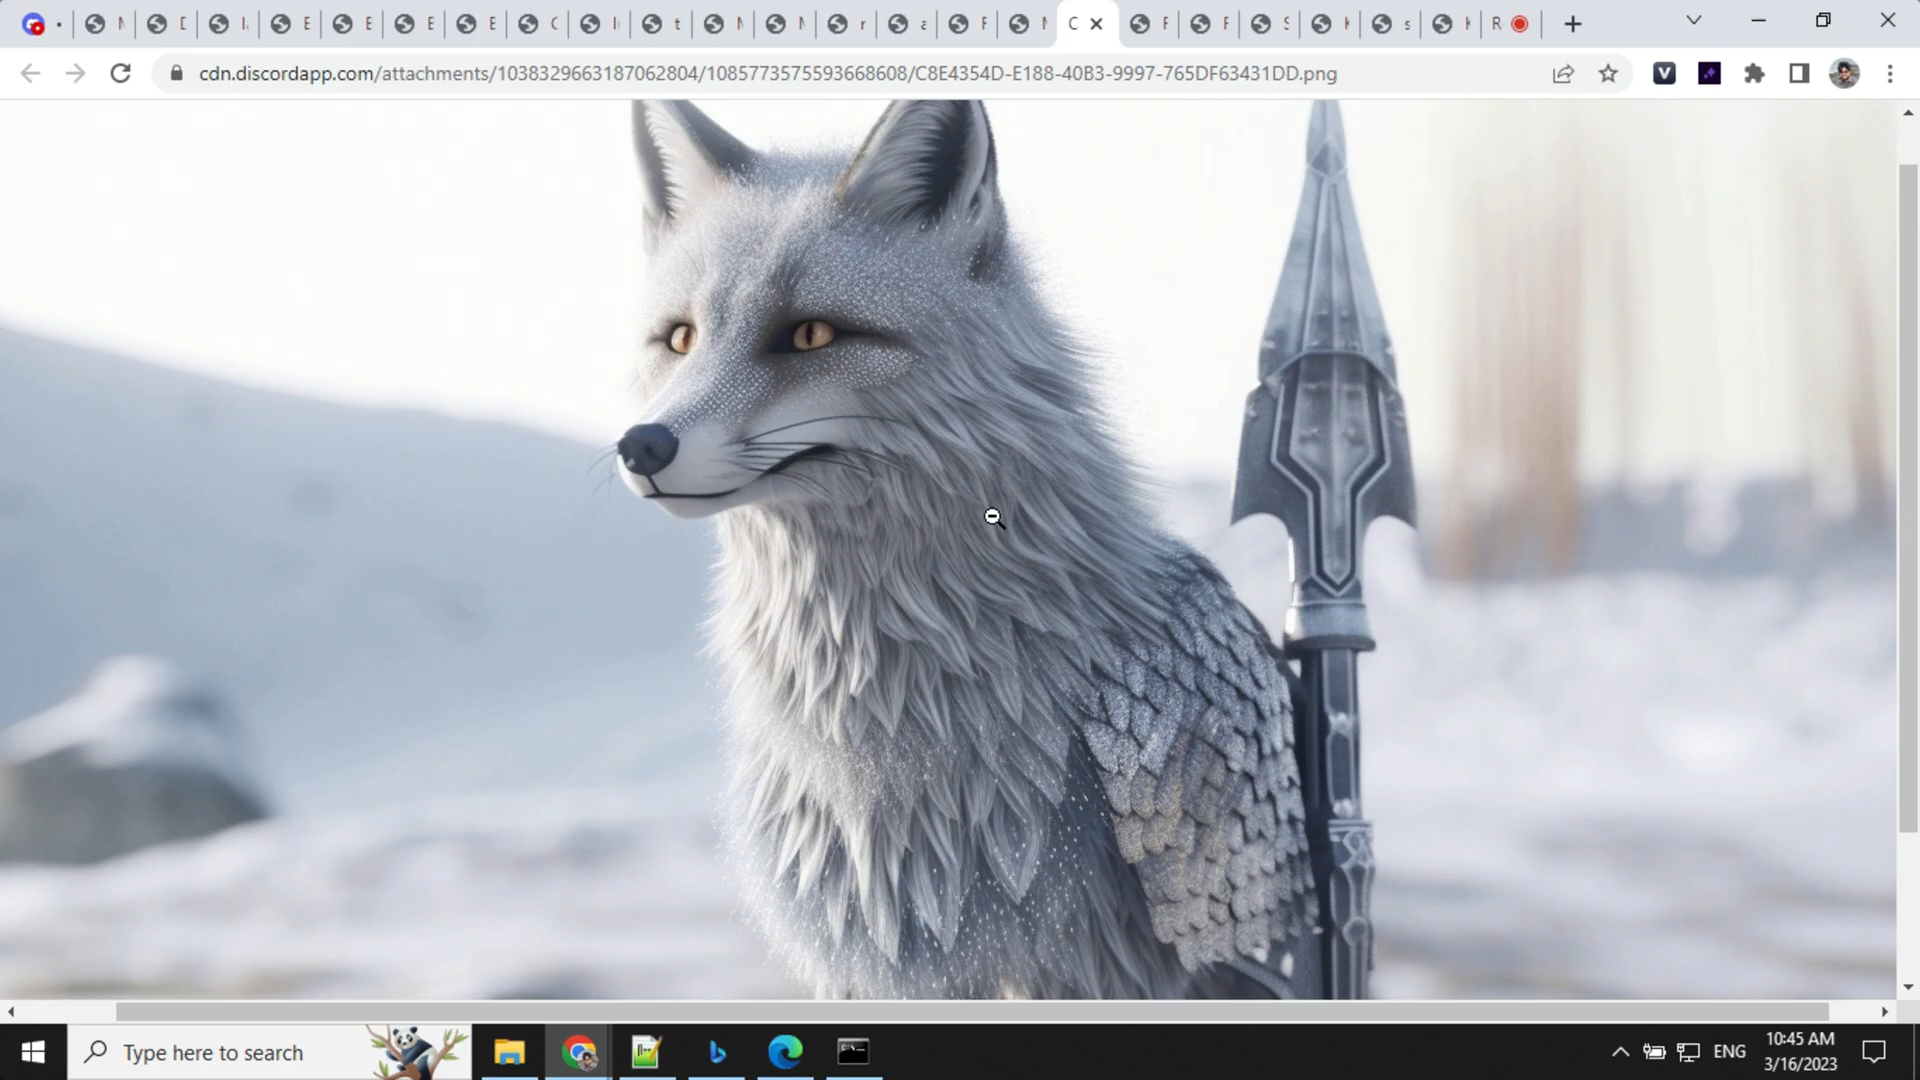 cdn.discordapp.com/attachments/1038329663187062804/1085773575593668608/C8E4354D-E188-40B3-9997-765DF63431DD.png
Type here to search
ENG
10:45 AM
3/16/2023